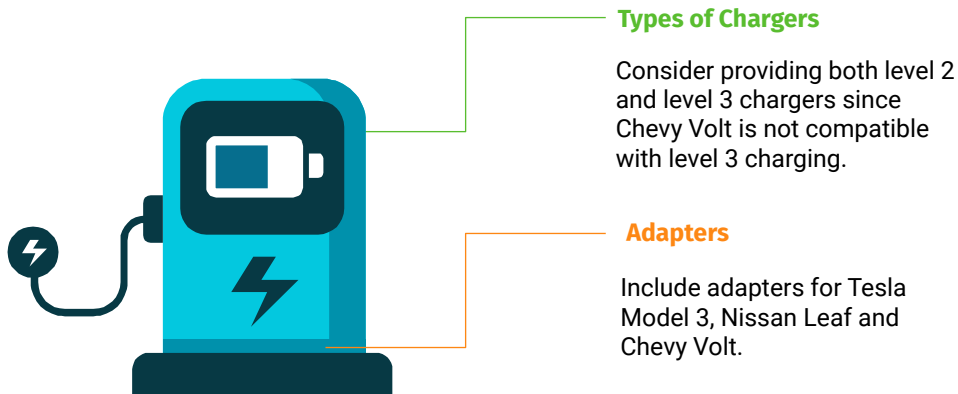 Types of Chargers
Consider providing both level 2
and level 3 chargers since
Chevy Volt is not compatible
with level 3 charging.
Adapters
Include adapters for Tesla
Model 3, Nissan Leaf and
Chevy Volt.